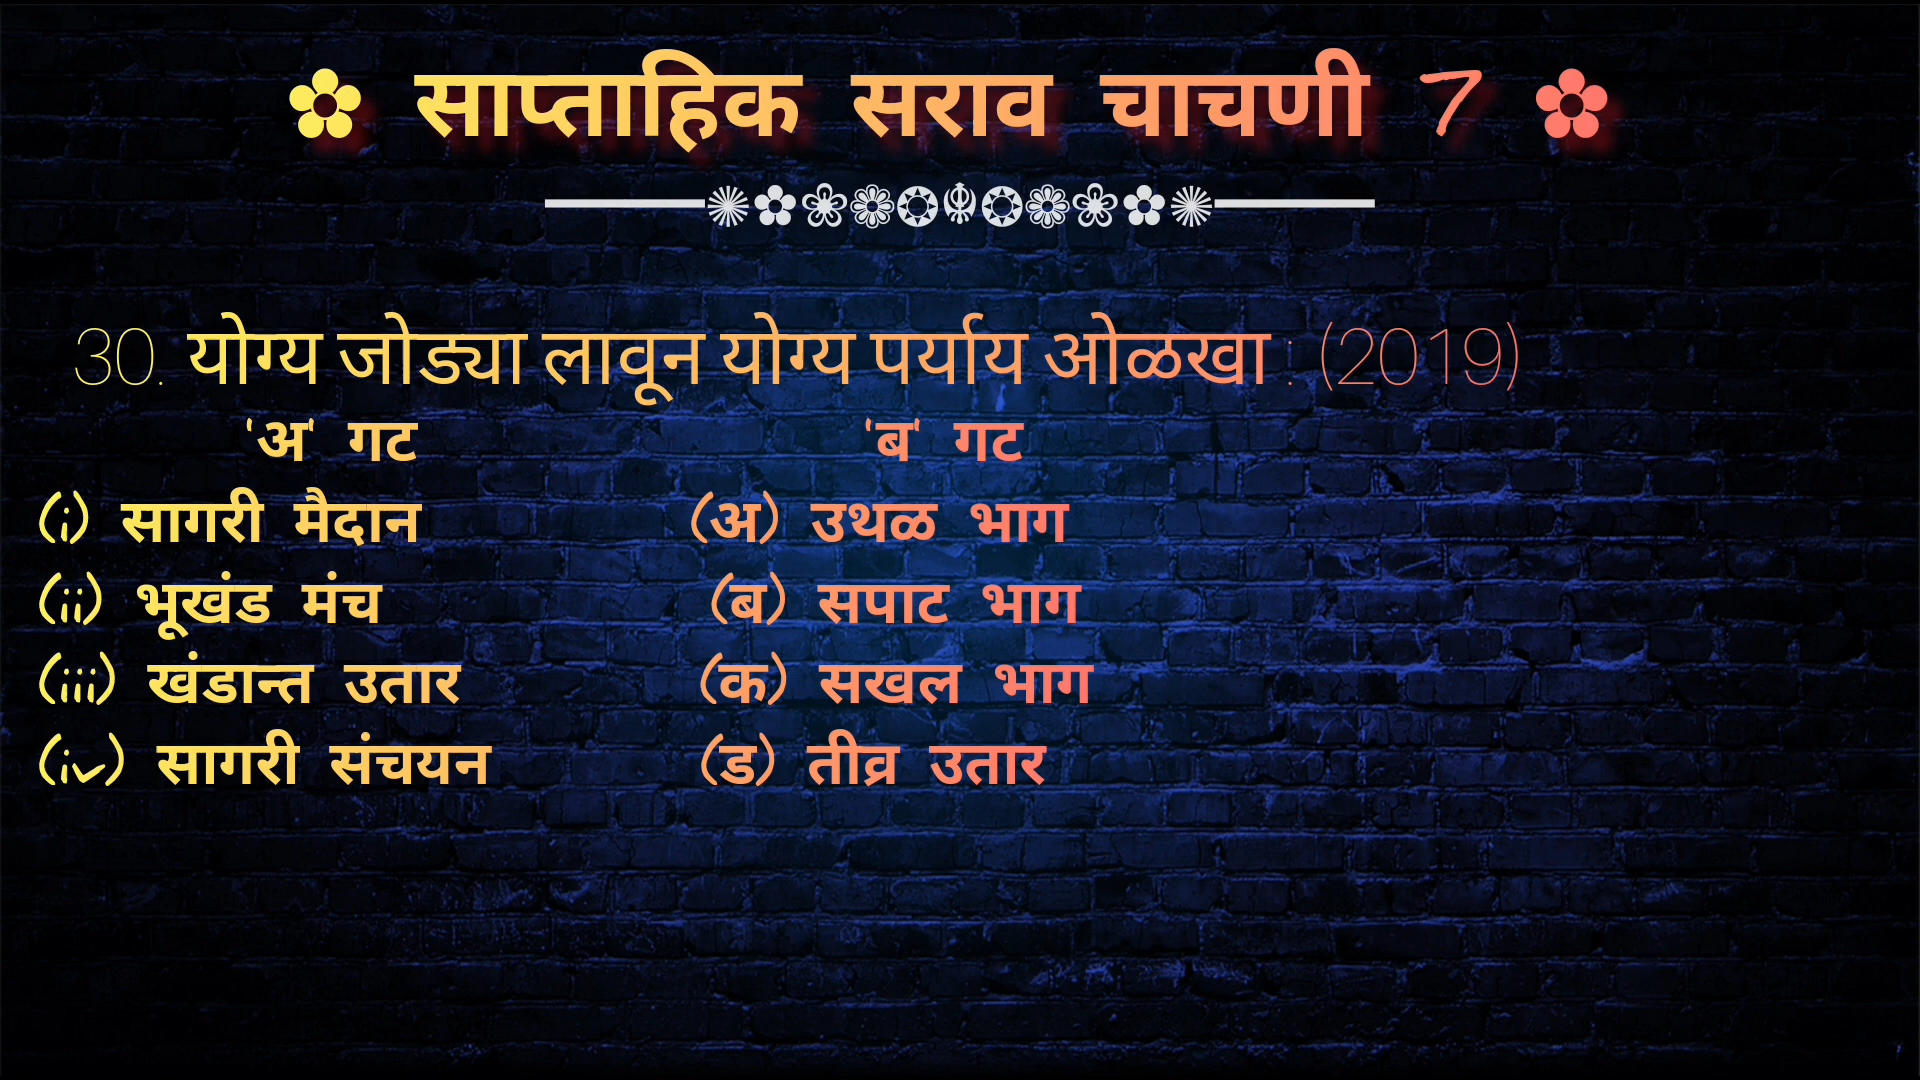 ✿ साप्ताहिक सराव चाचणी 7 ✿
30. योग्य जोड्या लावून योग्य पर्याय ओळखा : (2019)
'अ' गट 'ब' गट
(i) सागरी मैदान (अ) उथळ भाग
(ii) भूखंड मंच (ब) सपाट भाग
(iii) खंडान्त उतार (क) सखल भाग
(iv) सागरी संचयन (ड) तीव्र उतार